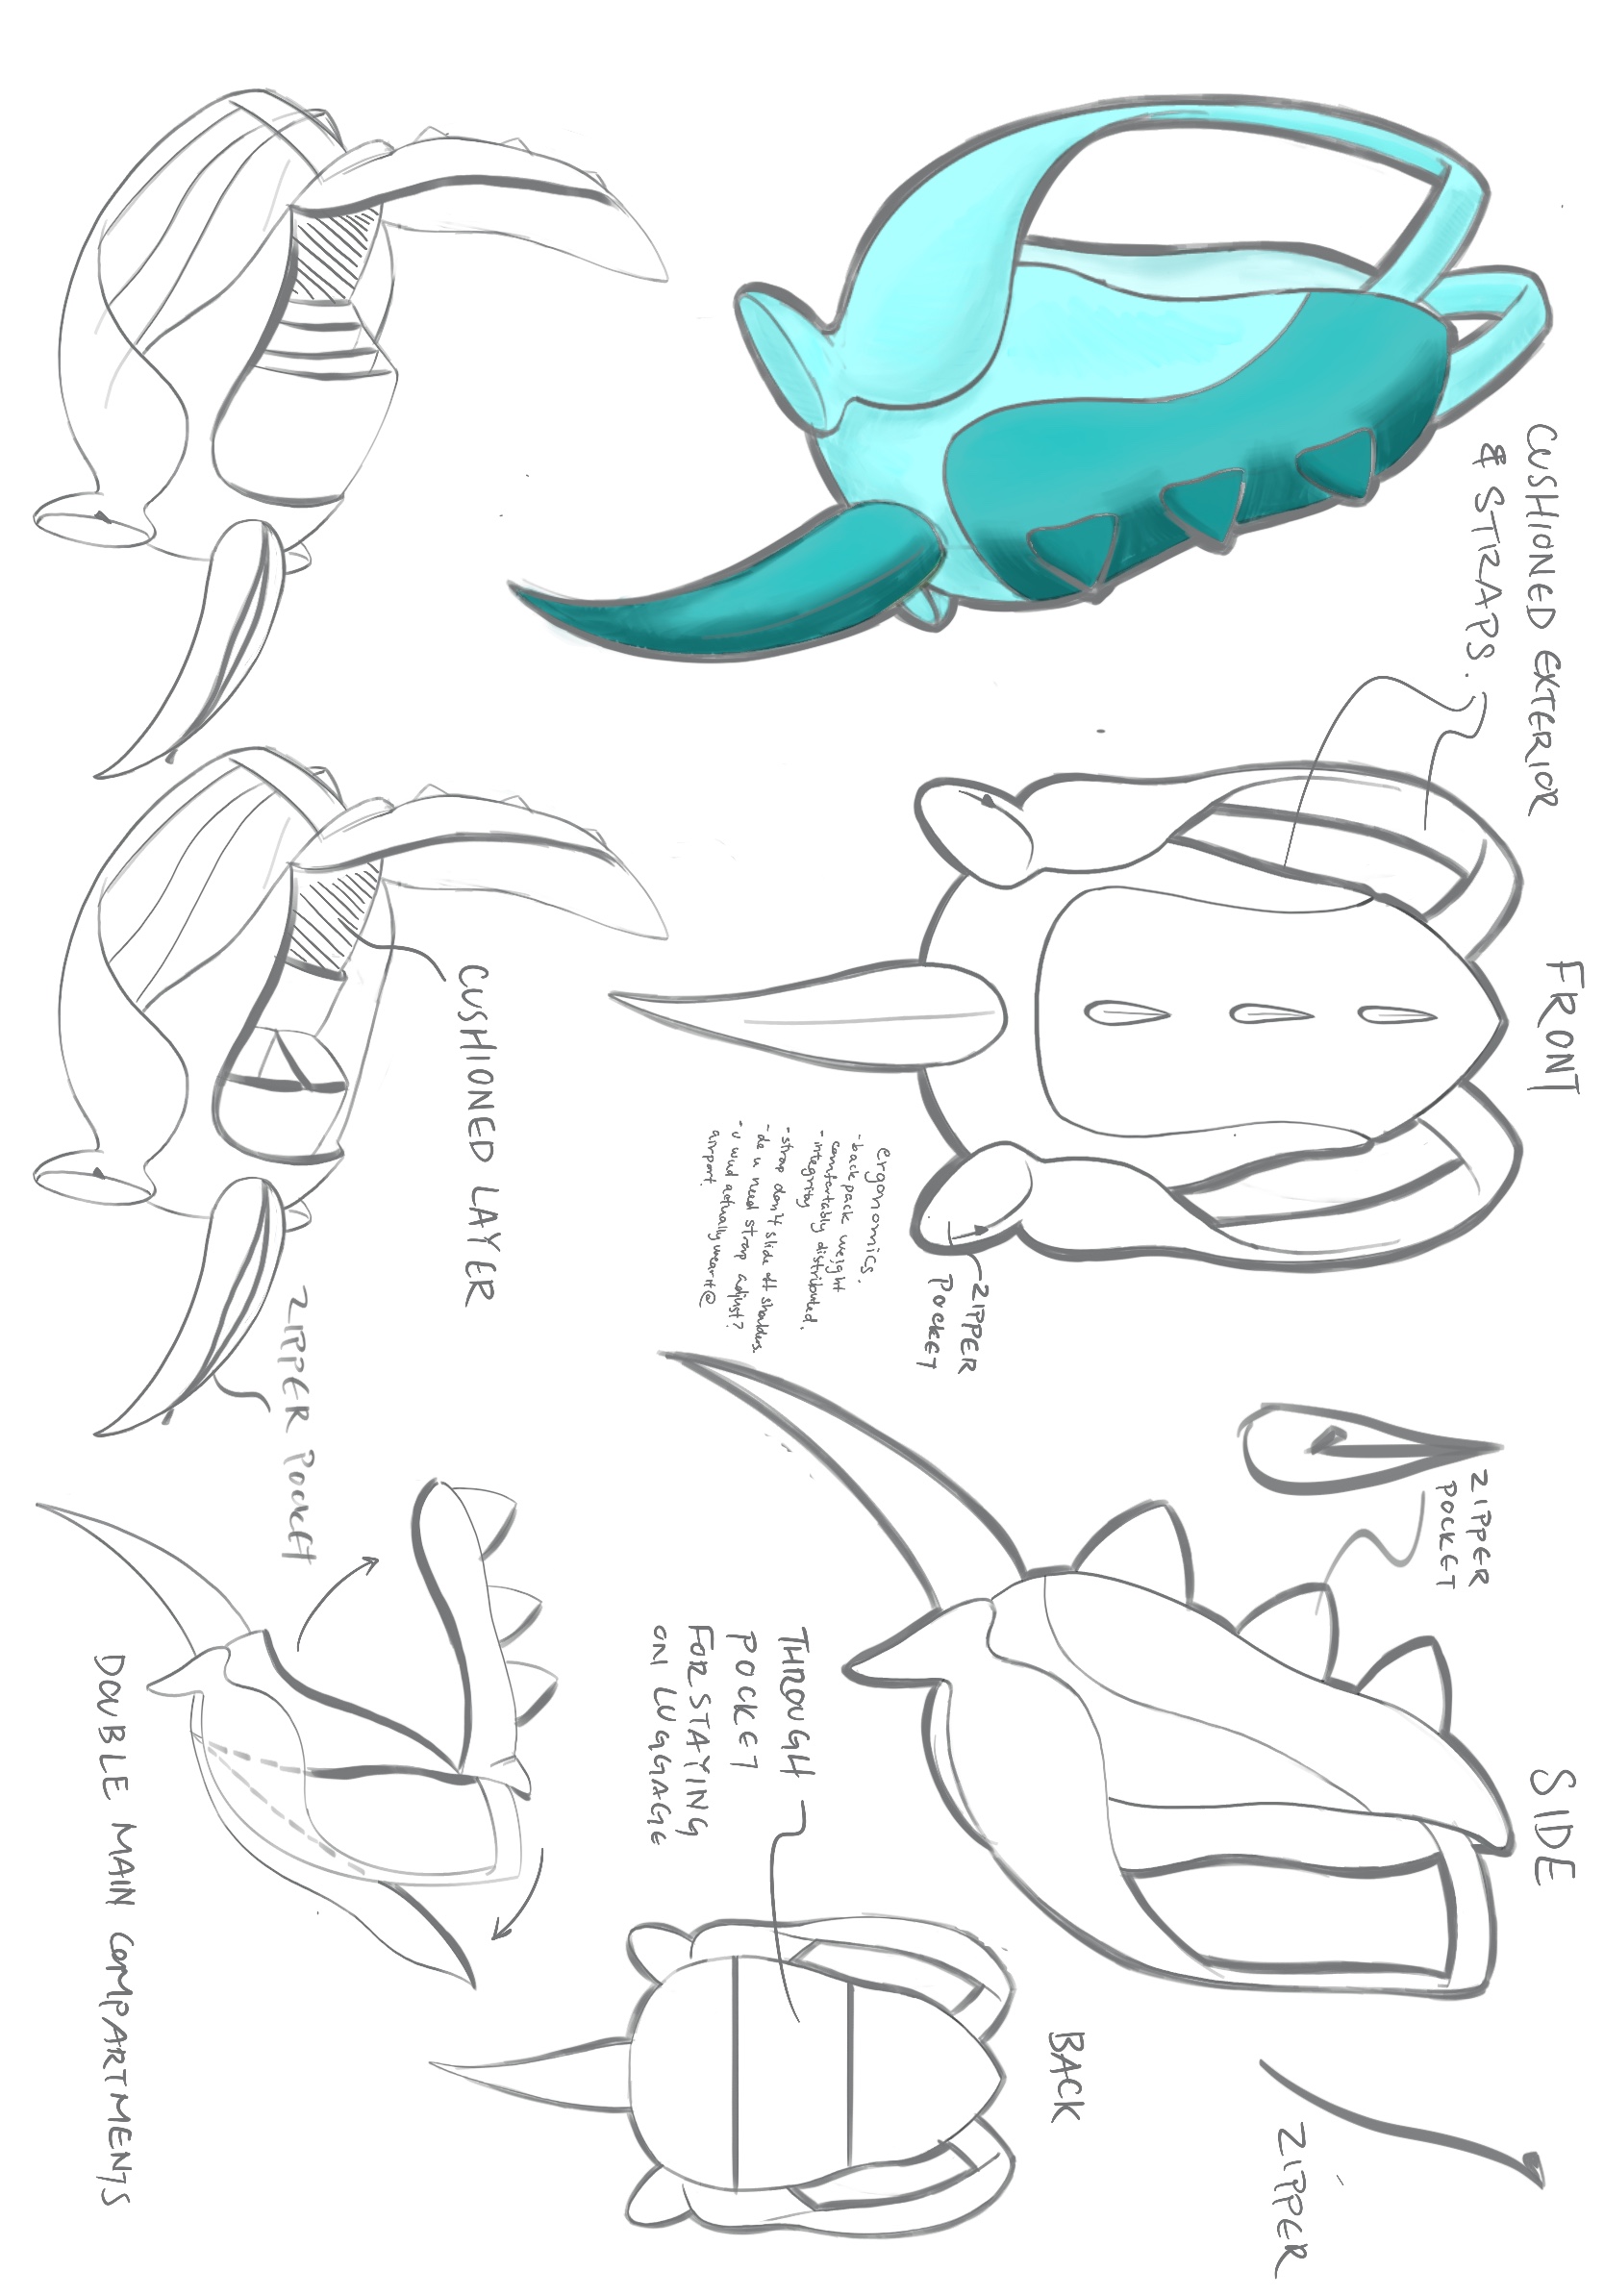 CUSHIONED EXTERIOR
& STRAPS.
FRONT
SIDE
ZIPPER
POCKET
ZIPPER
BACK
ZIPPER
POCKET
ergonomics.
- backpack weight
comfortably distributed.
- integrity
- strap don't slide off shoulders.
- do u need strap adjust?
- u wud actually wear it @
airport.
THROUGH
POCKET
FOR STAYING
ON LUGGAGE
CUSHIONED LAYER
ZIPPER POCKET
DOUBLE MAIN COMPARTMENTS